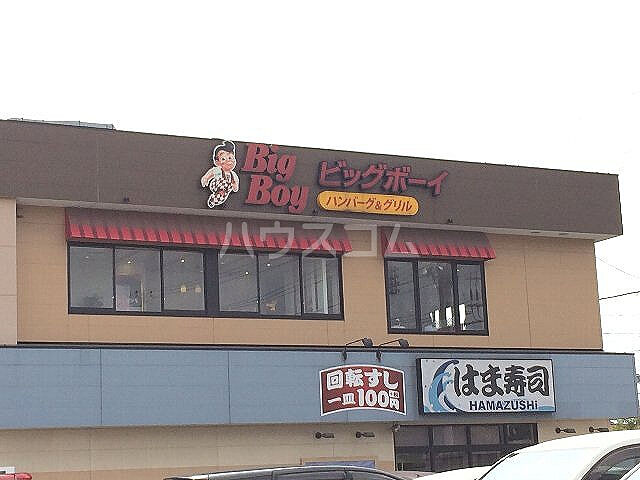 Big
Boy
ビッグボーイ
ハンバーグ&グリル
ハウスコム
回転すし
一皿100円
はま寿司
HAMAZUSHi